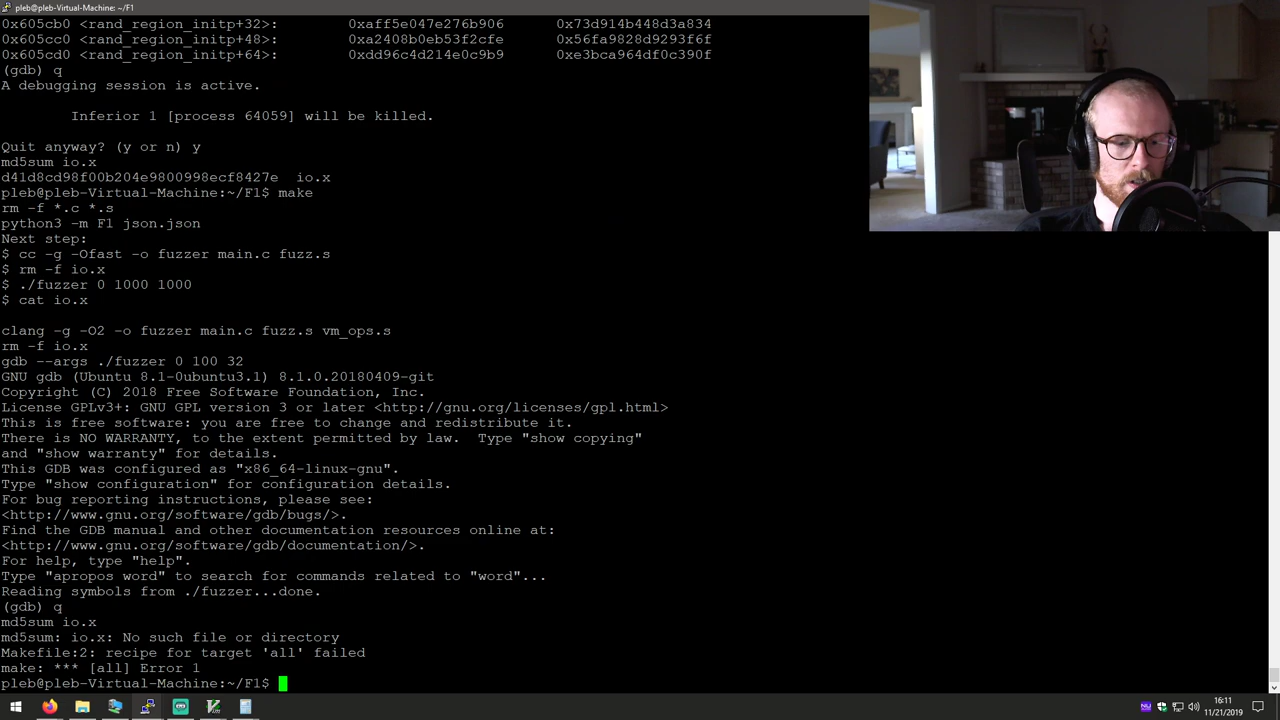 pleb@pleb-Virtual-Machine: ~/F1
0x605cb0 <rand_region_initp+32>: 0xaff5e047e276b906 0x73d914b448d3a834
0x605cc0 <rand_region_initp+48>: 0xa2408b0eb53f2cfe 0x56fa9828d9293f6f
0x605cd0 <rand_region_initp+64>: 0xdd96c4d214e0c9b9 0xe3bca964df0c390f
(gdb) q
A debugging session is active.
Inferior 1 [process 64059] will be killed.
Quit anyway? (y or n) y
md5sum io.x
d41d8cd98f00b204e9800998ecf8427e io.x
pleb@pleb-Virtual-Machine:~/F1$ make
rm -f *.c *.s
python3 -m F1 json.json
Next step:
$ cc -g -Ofast -o fuzzer main.c fuzz.s
$ rm -f io.x
$ ./fuzzer 0 1000 1000
$ cat io.x
clang -g -O2 -o fuzzer main.c fuzz.s vm_ops.s
rm -f io.x
gdb --args ./fuzzer 0 100 32
GNU gdb (Ubuntu 8.1-0ubuntu3.1) 8.1.0.20180409-git
Copyright (C) 2018 Free Software Foundation, Inc.
License GPLv3+: GNU GPL version 3 or later <http://gnu.org/licenses/gpl.html>
This is free software: you are free to change and redistribute it.
There is NO WARRANTY, to the extent permitted by law.  Type "show copying"
and "show warranty" for details.
This GDB was configured as "x86_64-linux-gnu".
Type "show configuration" for configuration details.
For bug reporting instructions, please see:
<http://www.gnu.org/software/gdb/bugs/>.
Find the GDB manual and other documentation resources online at:
<http://www.gnu.org/software/gdb/documentation/>.
For help, type "help".
Type "apropos word" to search for commands related to "word"...
Reading symbols from ./fuzzer...done.
(gdb) q
md5sum io.x
md5sum: io.x: No such file or directory
Makefile:2: recipe for target 'all' failed
make: *** [all] Error 1
pleb@pleb-Virtual-Machine:~/F1$
16:11
11/21/2019